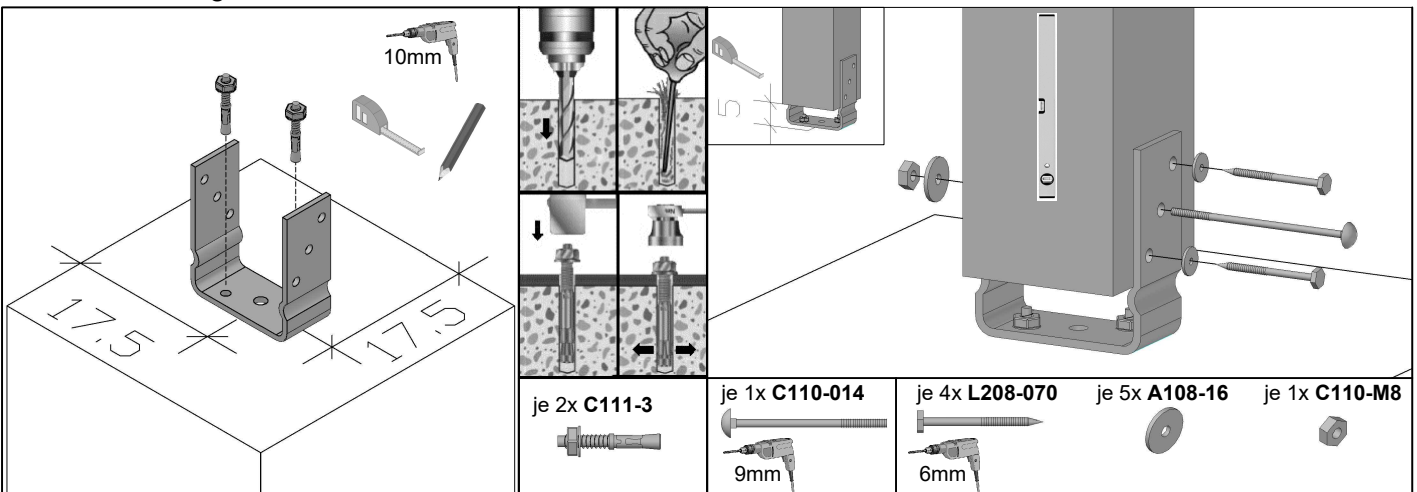 10mm
17.5
17.5
5
je 2x C111-3
je 1x C110-014
9mm
je 4x L208-070
6mm
je 5x A108-16
je 1x C110-M8